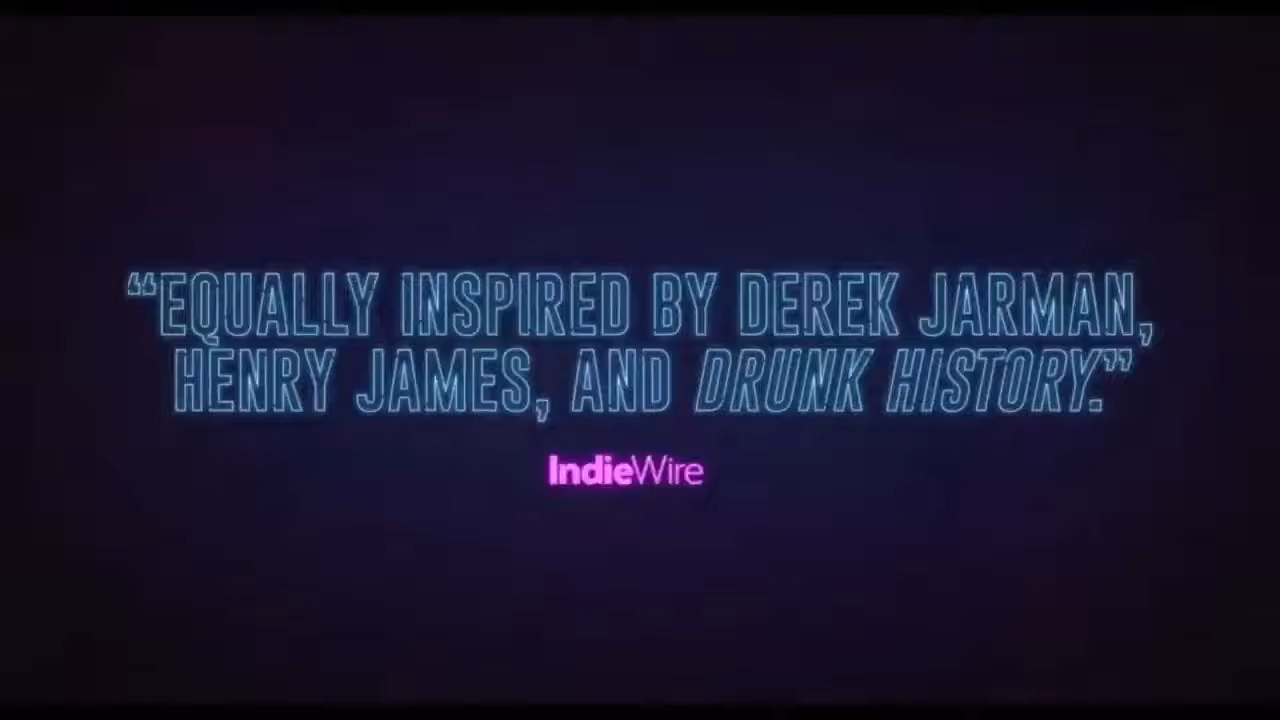 “EQUALLY INSPIRED BY DEREK JARMAN,
HENRY JAMES, AND DRUNK HISTORY.”
IndieWire